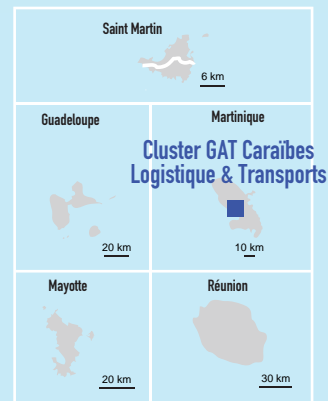 Saint Martin
6 km
Guadeloupe
Martinique
Cluster GAT Caraïbes
Logistique & Transports
20 km
10 km
Mayotte
Réunion
20 km
30 km